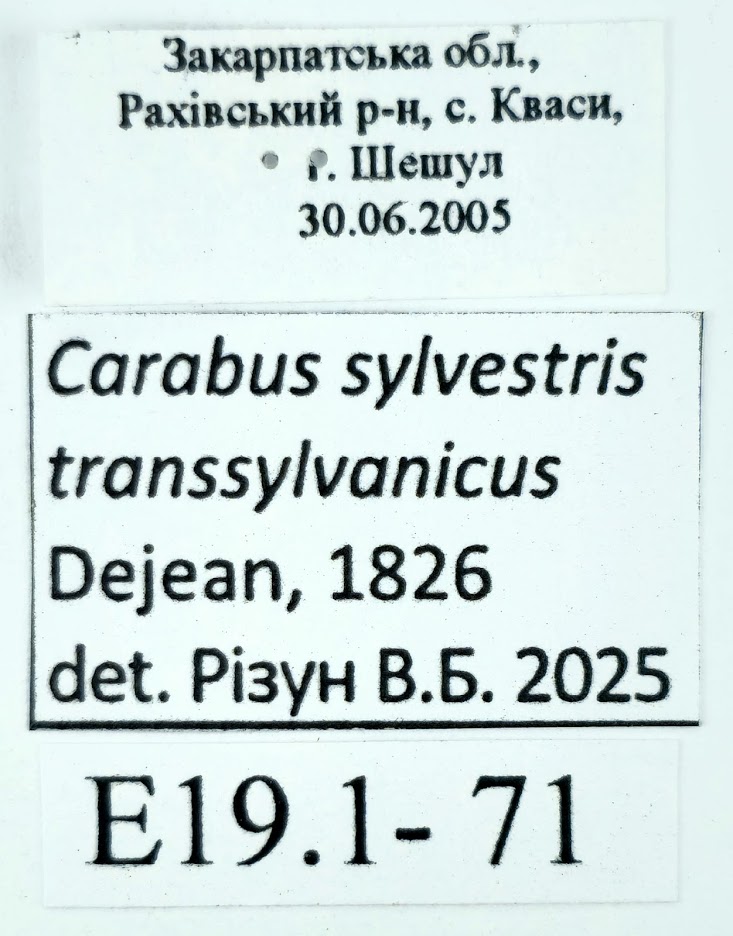 Закарпатська обл.,
Рахівський р-н, с. Кваси,
г. Шешул
30.06.2005
Carabus sylvestris
transsylvanicus
Dejean, 1826
det. Різун В.Б. 2025
E19.1- 71